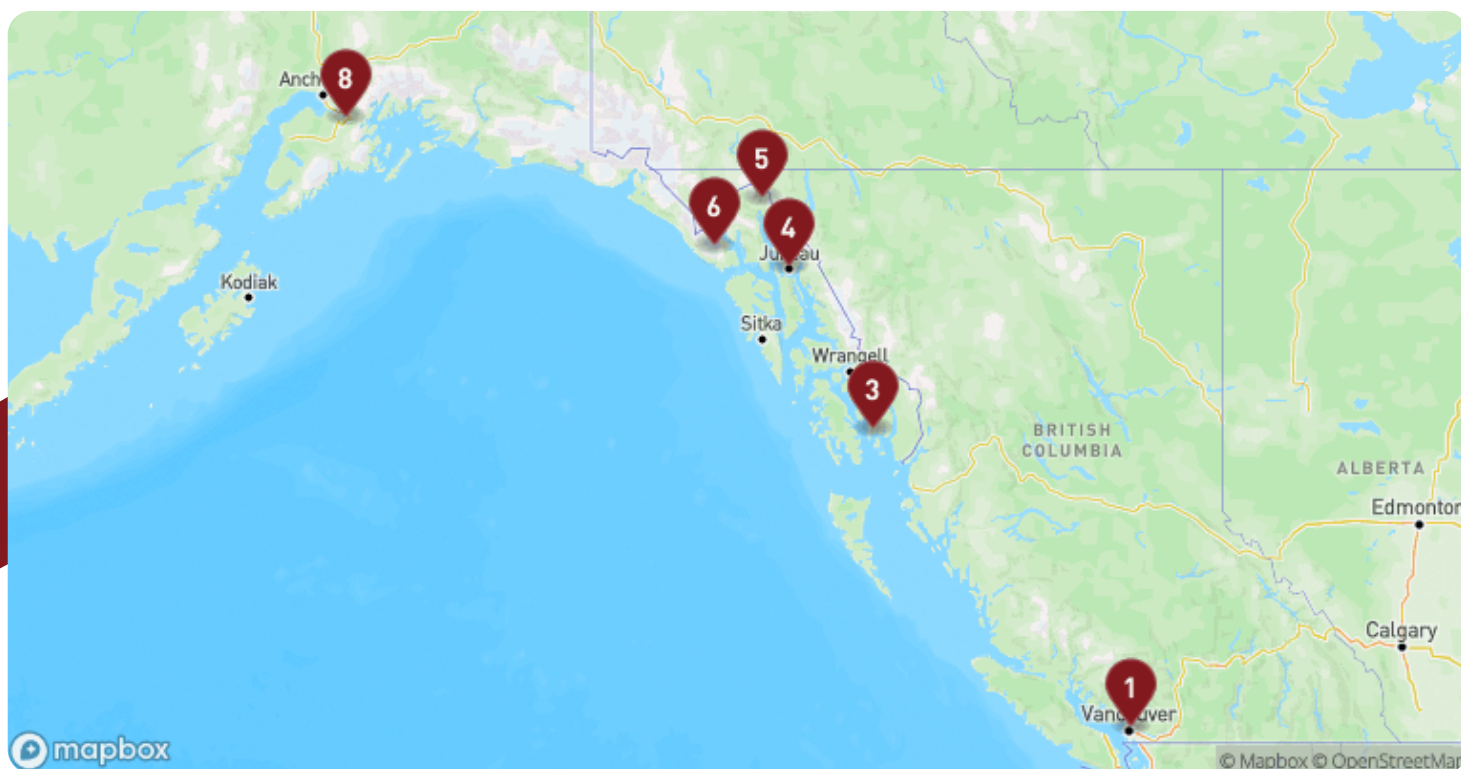 8
Anch
5
6
4
Ju au
Kodiak
Sitka
Wrangell
3
BRITISH
COLUMBIA
ALBERTA
Edmonton
Calgary
1
Van uver
mapbox
© Mapbox © OpenStreetMap